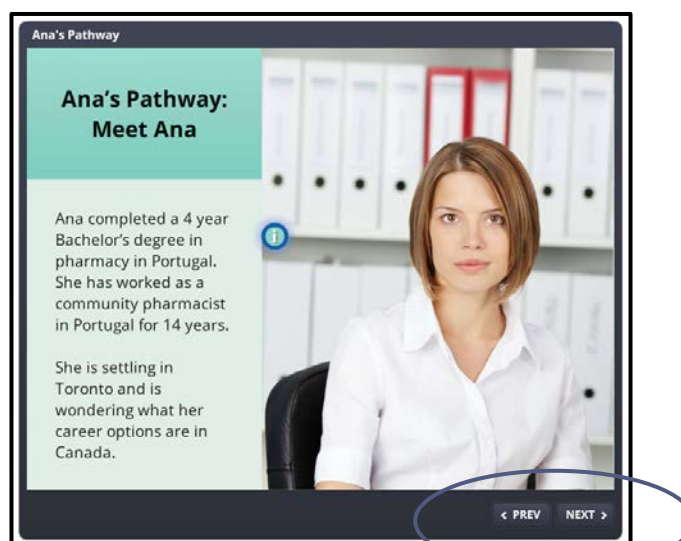 Ana's Pathway
Ana's Pathway:
Meet Ana
Ana completed a 4 year
Bachelor's degree in
pharmacy in Portugal.
She has worked as a
community pharmacist
in Portugal for 14 years.
She is settling in
Toronto and is
wondering what her
career options are in
Canada.
i
< PREV NEXT >